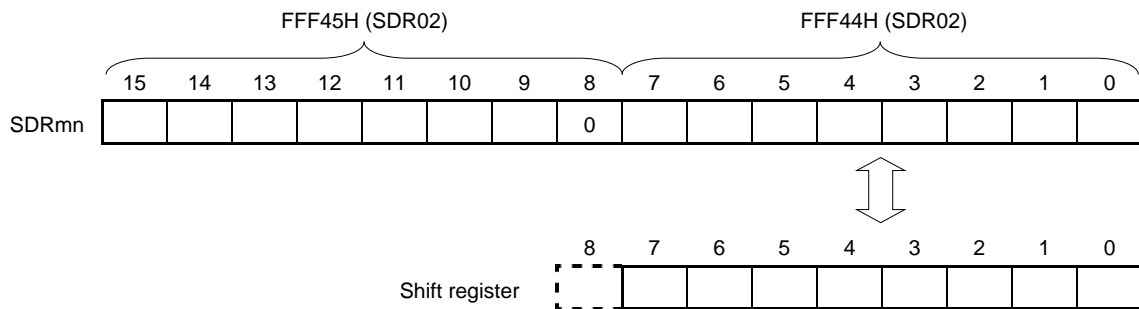 FFF45H (SDR02) FFF44H (SDR02)
15 14 13 12 11 10 9 8 7 6 5 4 3 2 1 0
SDRmn 0
8 7 6 5 4 3 2 1 0
Shift register